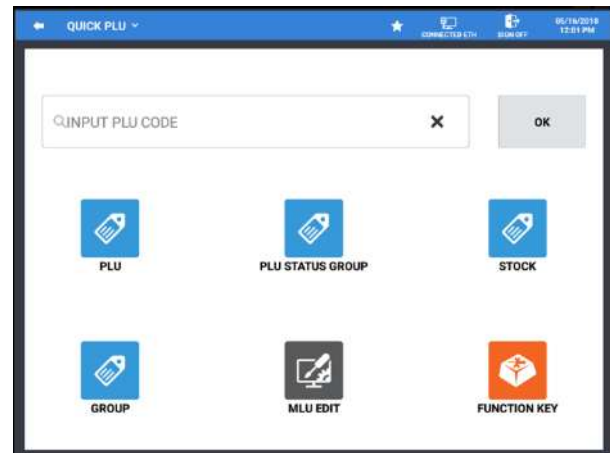 QUICK PLU
CONNECTED ETH
SIGN OFF
05/16/2018
12:01 PM
INPUT PLU CODE
OK
PLU
PLU STATUS GROUP
STOCK
GROUP
MLU EDIT
FUNCTION KEY